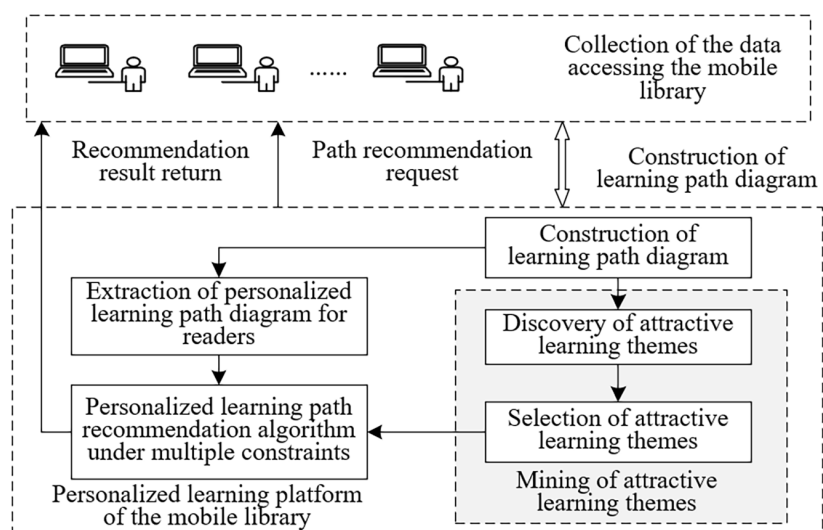 Collection of the data
accessing the mobile
library
......
Recommendation
result return
Path recommendation
request
Construction of
learning path diagram
Construction of
learning path diagram
Extraction of personalized
learning path diagram for
readers
Discovery of attractive
learning themes
Personalized learning path
recommendation algorithm
under multiple constraints
Selection of attractive
learning themes
Personalized learning platform
of the mobile library
Mining of attractive
learning themes